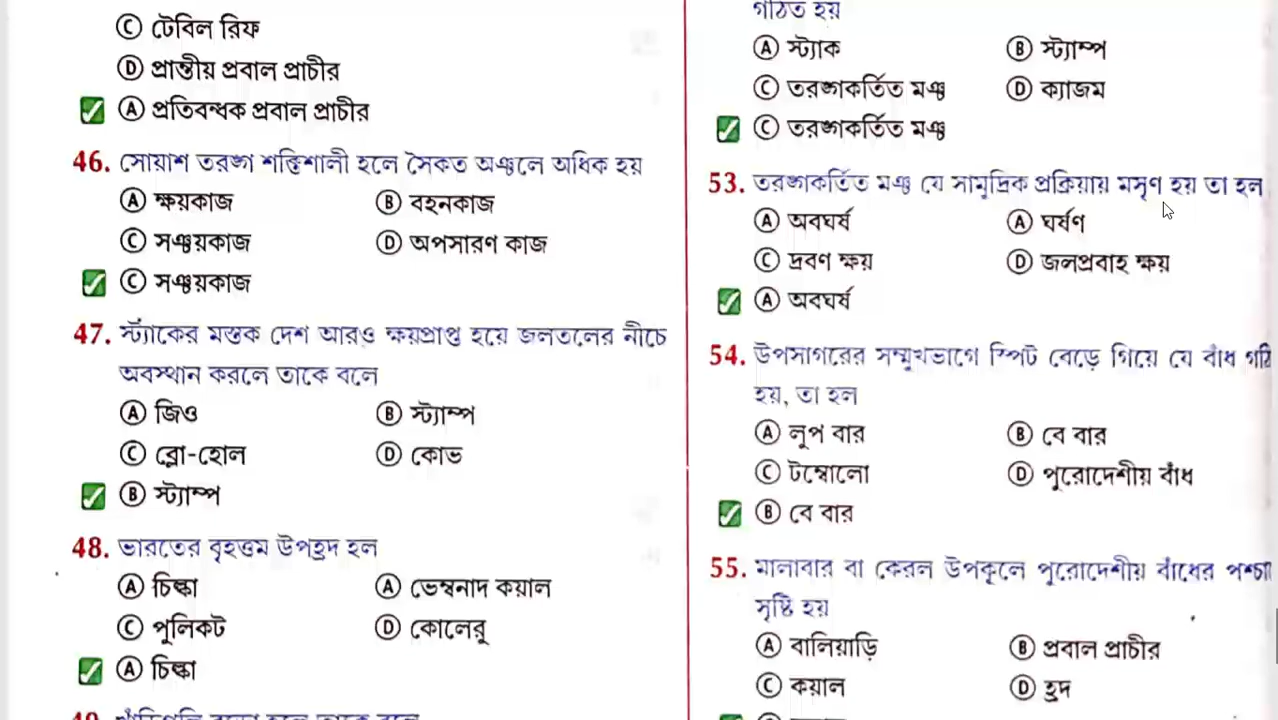 C টেবিল রিফ
D প্রান্তীয় প্রবাল প্রাচীর
A প্রতিবন্ধক প্রবাল প্রাচীর
46. সোয়াশ তরঙ্গ শক্তিশালী হলে সৈকত অঞ্চলে অধিক হয়
A ক্ষয়কাজ B বহনকাজ
C সঞ্চয়কাজ D অপসারণ কাজ
C সঞ্চয়কাজ
47. স্ট্যাঁকের মস্তক দেশ আরও ক্ষয়প্রাপ্ত হয়ে জলতলের নীচে
অবস্থান করলে তাকে বলে
A জিও B স্ট্যাম্প
C ব্লো-হোল D কোভ
B স্ট্যাম্প
48. ভারতের বৃহত্তম উপহ্রদ হল
A চিল্কা A ভেম্বনাদ কয়াল
C পুলিকট D কোলেরু
A চিল্কা
গঠিত হয়
A স্ট্যাক B স্ট্যাম্প
C তরঙ্গকর্তিত মঞ্চ D ক্যাজম
C তরঙ্গকর্তিত মঞ্চ
53. তরঙ্গকর্তিত মঞ্চ যে সামুদ্রিক প্রক্রিয়ায় মসৃণ হয় তা হল
A অবঘর্ষ A ঘর্ষণ
C দ্রবণ ক্ষয় D জলপ্রবাহ ক্ষয়
A অবঘর্ষ
54. উপসাগরের সম্মুখভাগে স্পিট বেড়ে গিয়ে যে বাঁধ গঠি
হয়, তা হল
A লুপ বার B বে বার
C টম্বোলো D পুরোদেশীয় বাঁধ
B বে বার
55. মালাবার বা কেরল উপকূলে পুরোদেশীয় বাঁধের পশ্চা
সৃষ্টি হয়
A বালিয়াড়ি B প্রবাল প্রাচীর
C কয়াল D হ্রদ